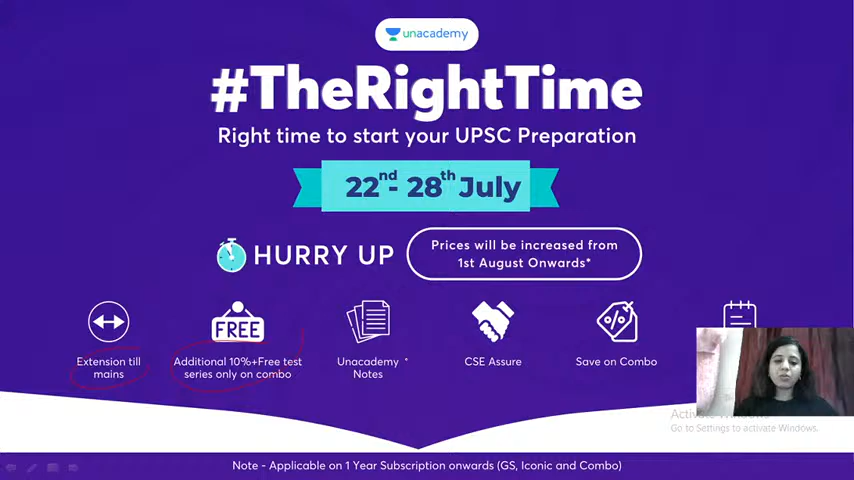 unacademy
#TheRightTime
Right time to start your UPSC Preparation
22nd - 28th July
HURRY UP
Prices will be increased from
1st August Onwards*
FREE
Extension till
mains
Additional 10%+Free test
series only on combo
Unacademy *
Notes
CSE Assure
Save on Combo
Activate Windows
Go to Settings to activate Windows.
Note - Applicable on 1 Year Subscription onwards (GS, Iconic and Combo)